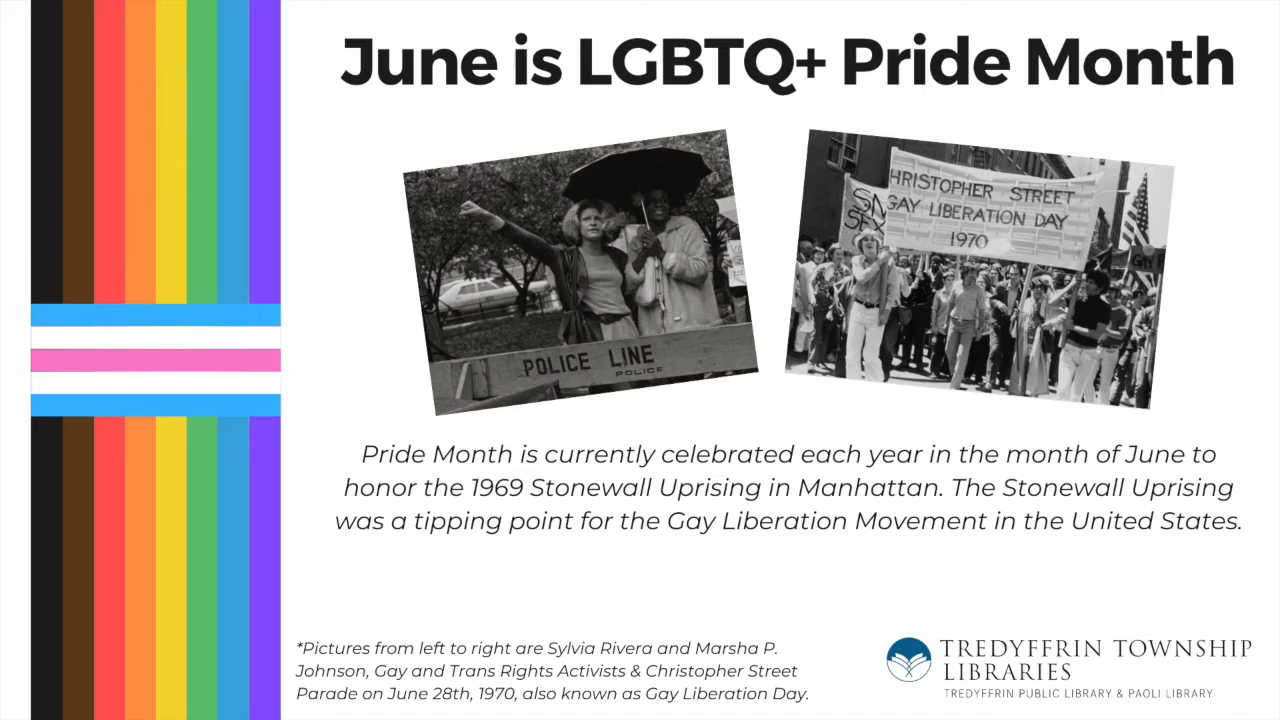 June is LGBTQ+ Pride Month
POLICE LINE
POLICE
HRISTOPHER STREET
GAY LIBERATION DAY
1970
Pride Month is currently celebrated each year in the month of June to
honor the 1969 Stonewall Uprising in Manhattan. The Stonewall Uprising
was a tipping point for the Gay Liberation Movement in the United States.
*Pictures from left to right are Sylvia Rivera and Marsha P.
Johnson, Gay and Trans Rights Activists & Christopher Street
Parade on June 28th, 1970, also known as Gay Liberation Day.
TREDYFFRIN TOWNSHIP
LIBRARIES
TREDYFFRIN PUBLIC LIBRARY & PAOLI LIBRARY